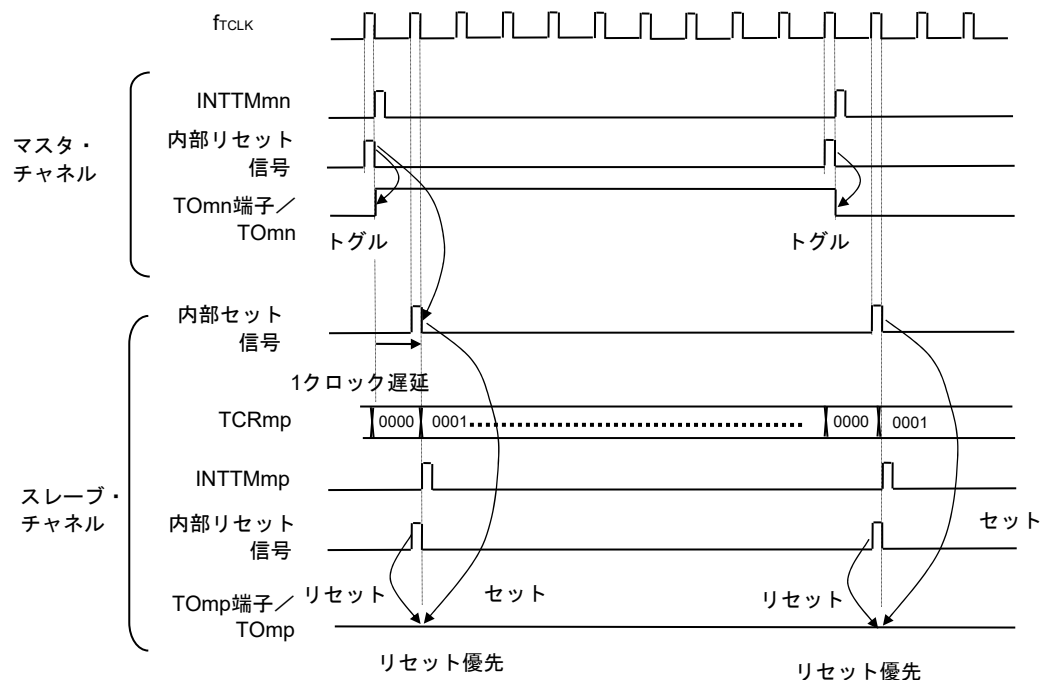 fTCLK
マスタ・
チャネル
INTTMmn
内部リセット
信号
TOmn端子／
TOmn
トグル
トグル
スレーブ・
チャネル
内部セット
信号
1クロック遅延
TCRmp
0000
0001
0000
0001
INTTMmp
内部リセット
信号
セット
リセット
セット
リセット
TOmp端子／
TOmp
リセット優先
リセット優先